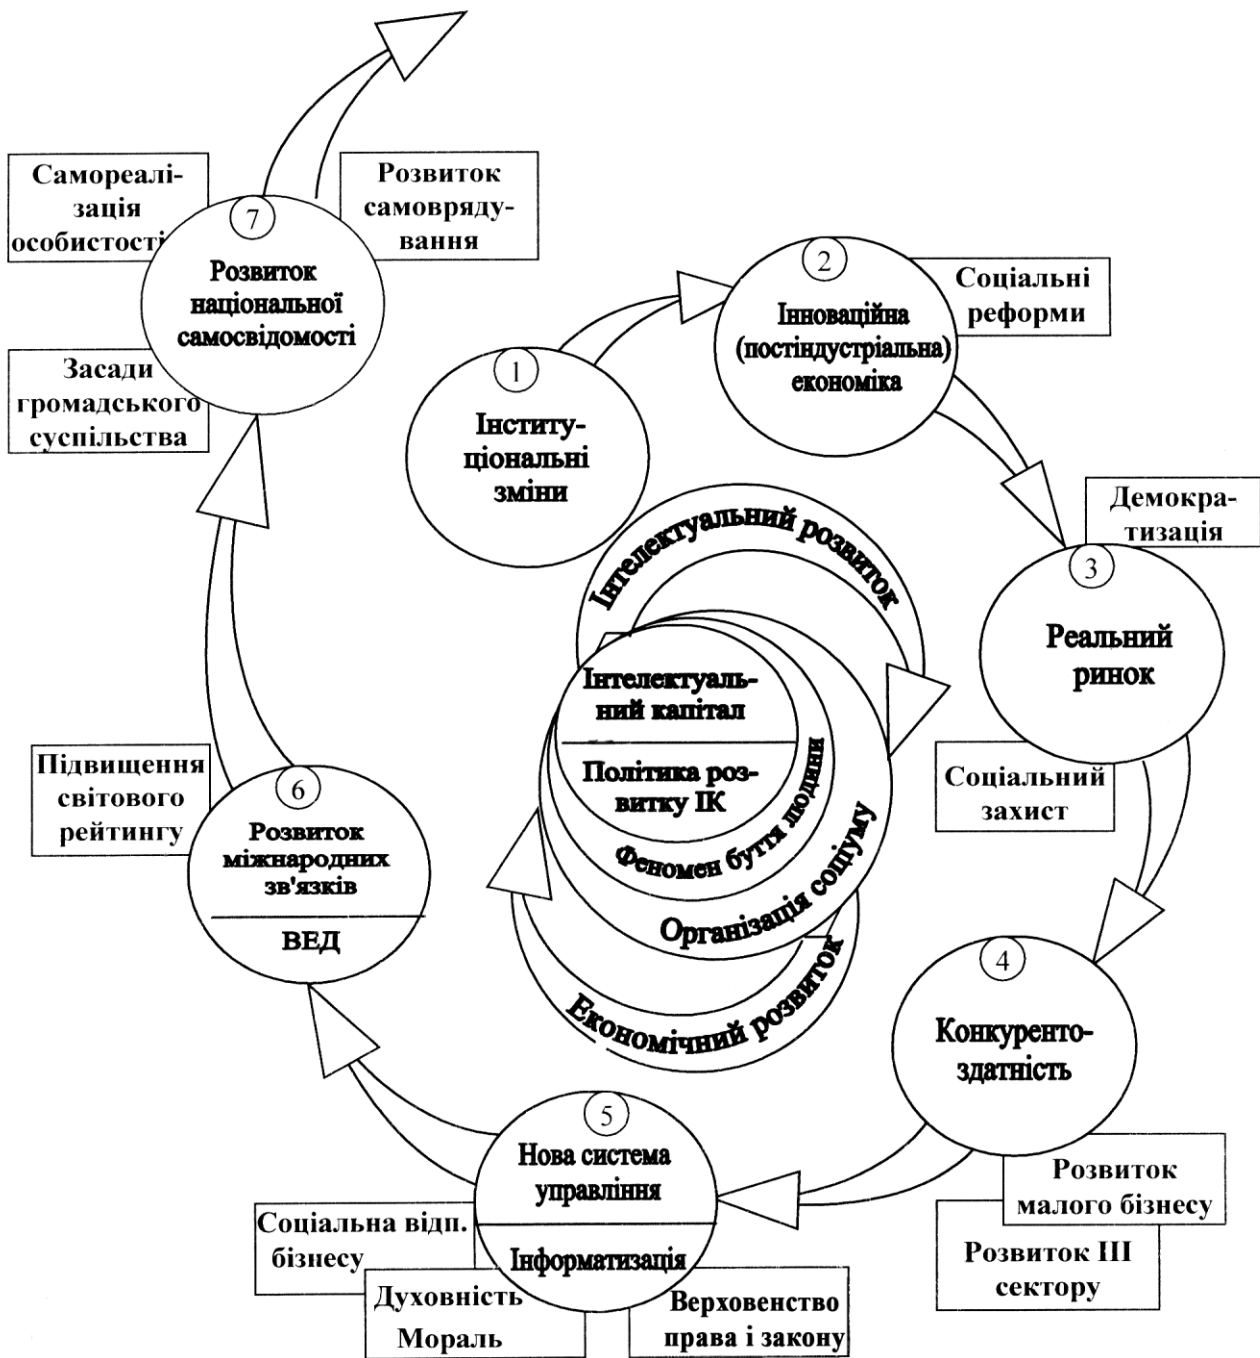 Самореалі-
зація
особистості
7
Розвиток
самовряду-
вання
Розвиток
національної
самосвідомості
Засади
громадського
суспільства
1
Інститу-
ціональні
зміни
2
Інноваційна
(постіндустріальна)
економіка
Соціальні
реформи
Демокра-
тизація
3
Реальний
ринок
Соціальний
захист
Інтелектуальний розвиток
Інтелектуаль-
ний капітал
Політика роз-
витку ІК
Феномен буття людини
Організація соціуму
Економічний розвиток
Підвищення
світового
рейтингу
6
Розвиток
міжнародних
зв'язків
ВЕД
4
Конкуренто-
здатність
Розвиток
малого бізнесу
Розвиток ІІІ
сектору
5
Нова система
управління
Інформатизація
Соціальна відп.
бізнесу
Духовність
Мораль
Верховенство
права і закону